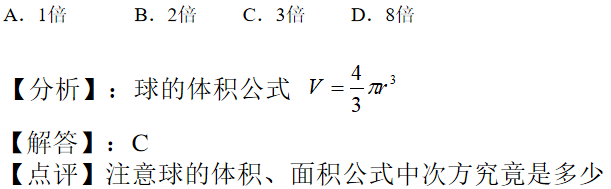 A. 1倍 B. 2倍 C. 3倍 D. 8倍
【分析】:球的体积公式 V = 4/3 πr³
【解答】:C
【点评】注意球的体积、面积公式中次方究竟是多少